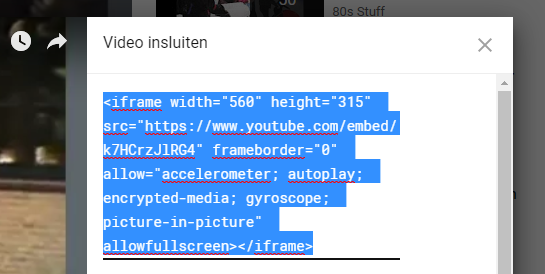 80s Stuff
Video insluiten
<iframe width="560" height="315"
src="https://www.youtube.com/embed/
k7HCrzJlRG4" frameborder="0"
allow="accelerometer; autoplay;
encrypted-media; gyroscope;
picture-in-picture"
allowfullscreen></iframe>